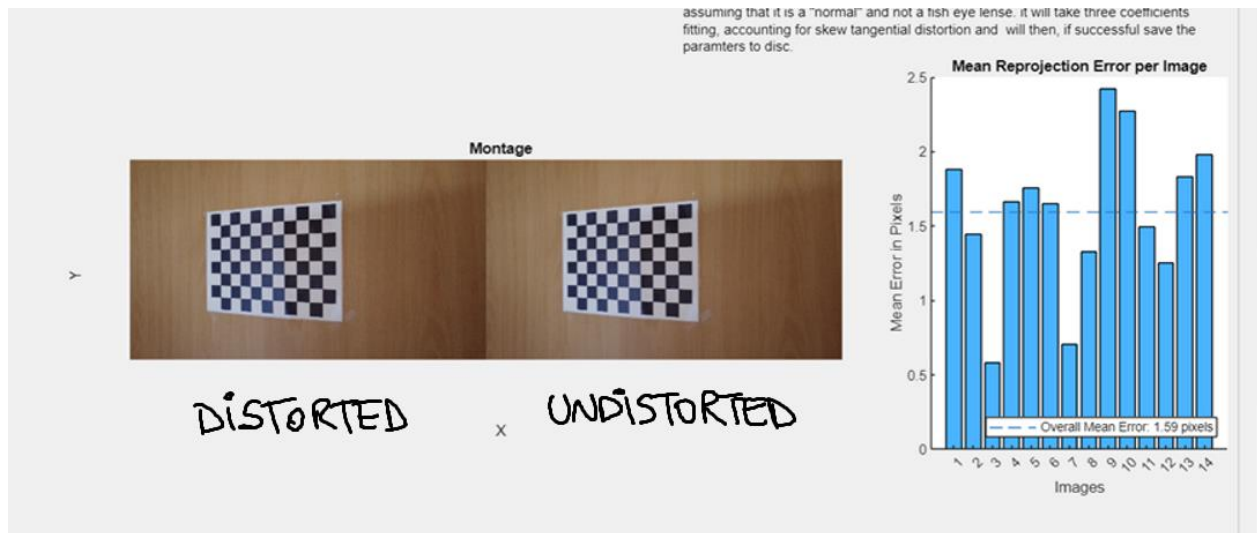 assuming that it is a "normal" and not a fish eye lense. it will take three coefficients
fitting, accounting for skew tangential distortion and will then, if successful save the
paramters to disc.
Mean Reprojection Error per Image
2.5
2
1.5
1
0.5
0
Mean Error in Pixels
Overall Mean Error: 1.59 pixels
1 2 3 4 5 6 7 8 9 10 11 12 13 14
Images
Montage
Y
X
DiSTORTED
UNDiSTORTED